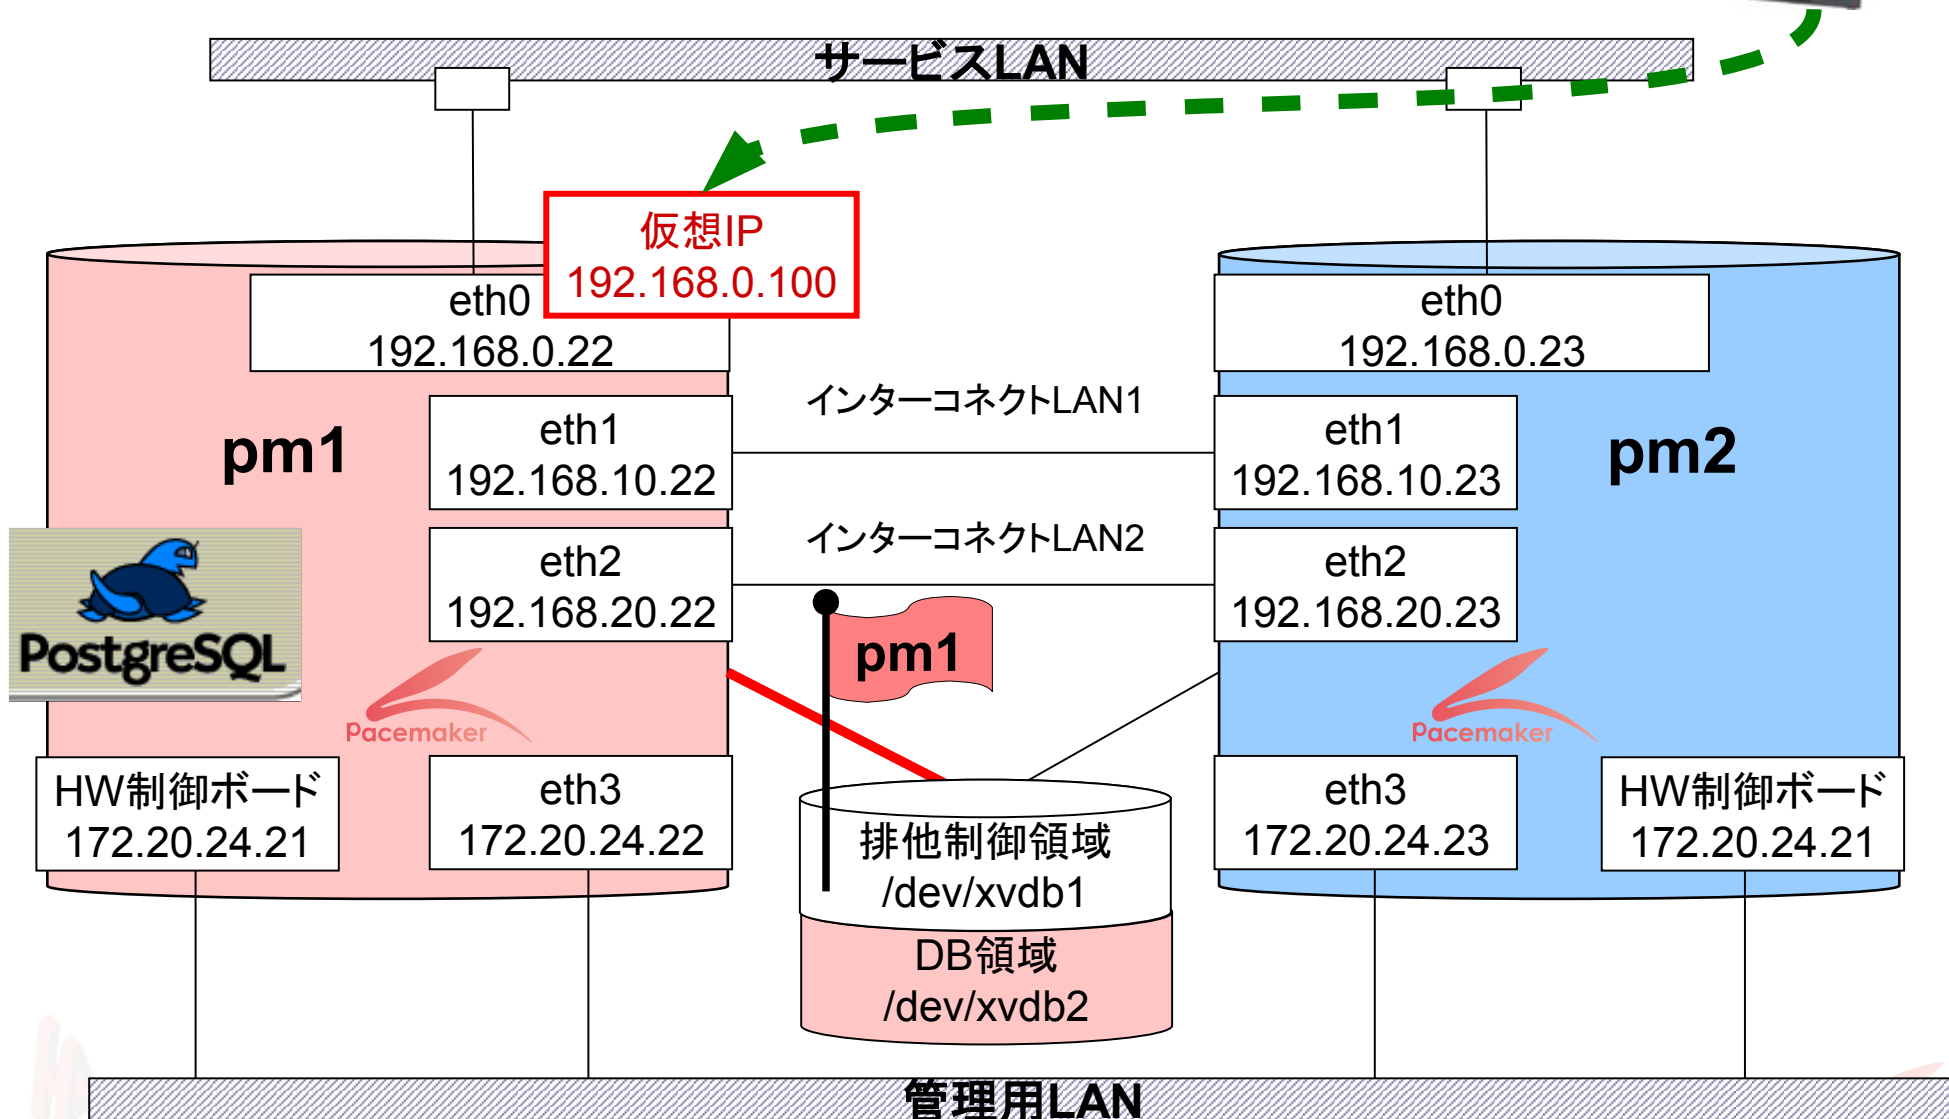 サービスLAN
仮想IP
192.168.0.100
eth0
192.168.0.22
eth0
192.168.0.23
インターコネクトLAN1
pm1
eth1
192.168.10.22
eth1
192.168.10.23
pm2
インターコネクトLAN2
eth2
192.168.20.22
eth2
192.168.20.23
PostgreSQL
pm1
Pacemaker
Pacemaker
HW制御ボード
172.20.24.21
eth3
172.20.24.22
排他制御領域
/dev/xvdb1
DB領域
/dev/xvdb2
eth3
172.20.24.23
HW制御ボード
172.20.24.21
管理用LAN